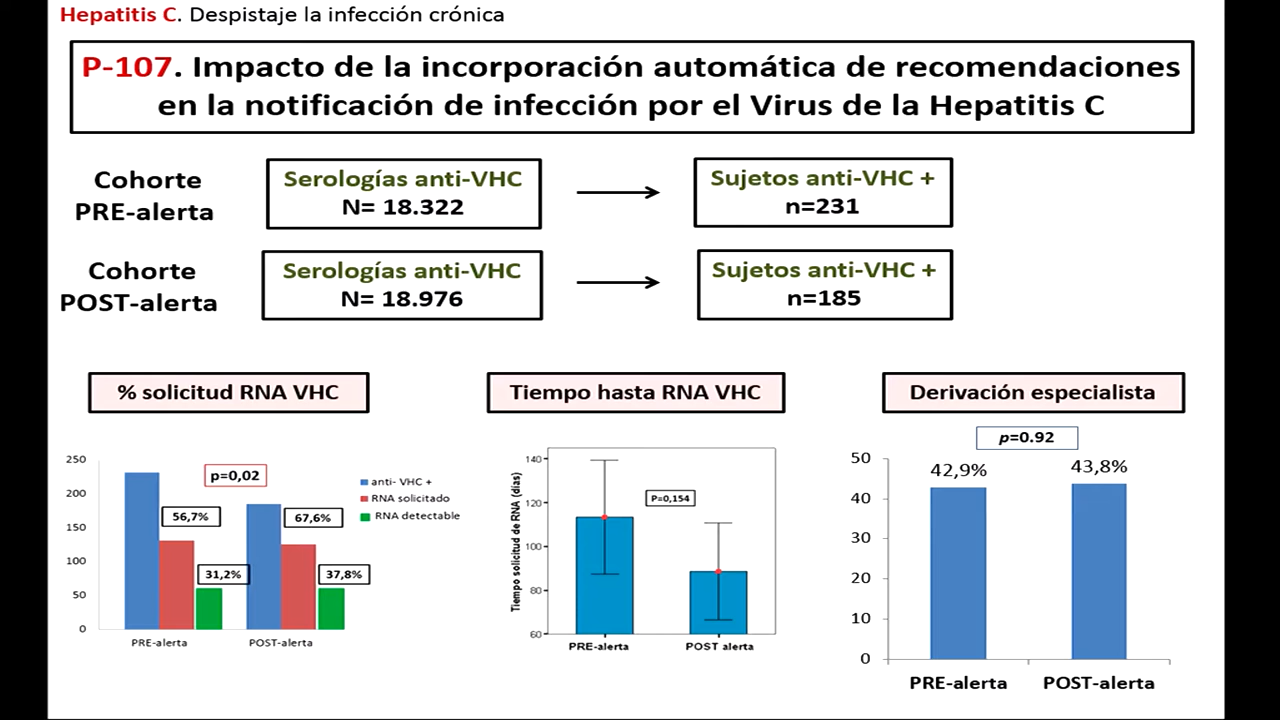 Hepatitis C. Despistaje la infección crónica
P-107. Impacto de la incorporación automática de recomendaciones
en la notificación de infección por el Virus de la Hepatitis C
Cohorte
PRE-alerta
Serologías anti-VHC
N= 18.322
Sujetos anti-VHC +
n=231
Cohorte
POST-alerta
Serologías anti-VHC
N= 18.976
Sujetos anti-VHC +
n=185
% solicitud RNA VHC
250
200
150
100
50
0
p=0,02
56,7%
31,2%
67,6%
37,8%
PRE-alerta
POST-alerta
anti- VHC +
RNA solicitado
RNA detectable
Tiempo hasta RNA VHC
Tiempo solicitud de RNA (días)
140
120
100
80
60
P=0,154
PRE-alerta
POST alerta
Derivación especialista
p=0.92
50
40
30
20
10
0
42,9%
43,8%
PRE-alerta
POST-alerta